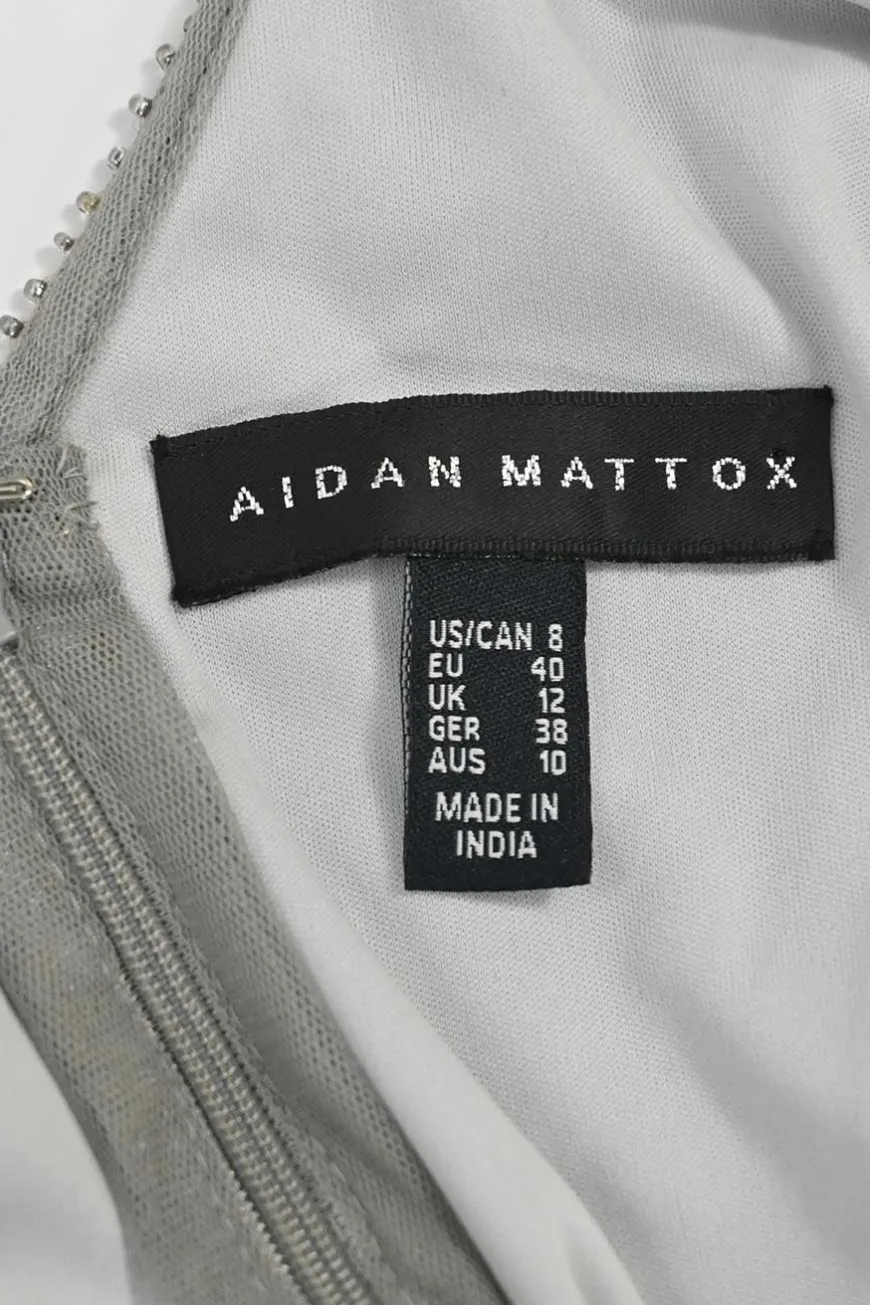 AIDAN MATTOX
US/CAN 8
EU 40
UK 12
GER 38
AUS 10
MADE IN
INDIA